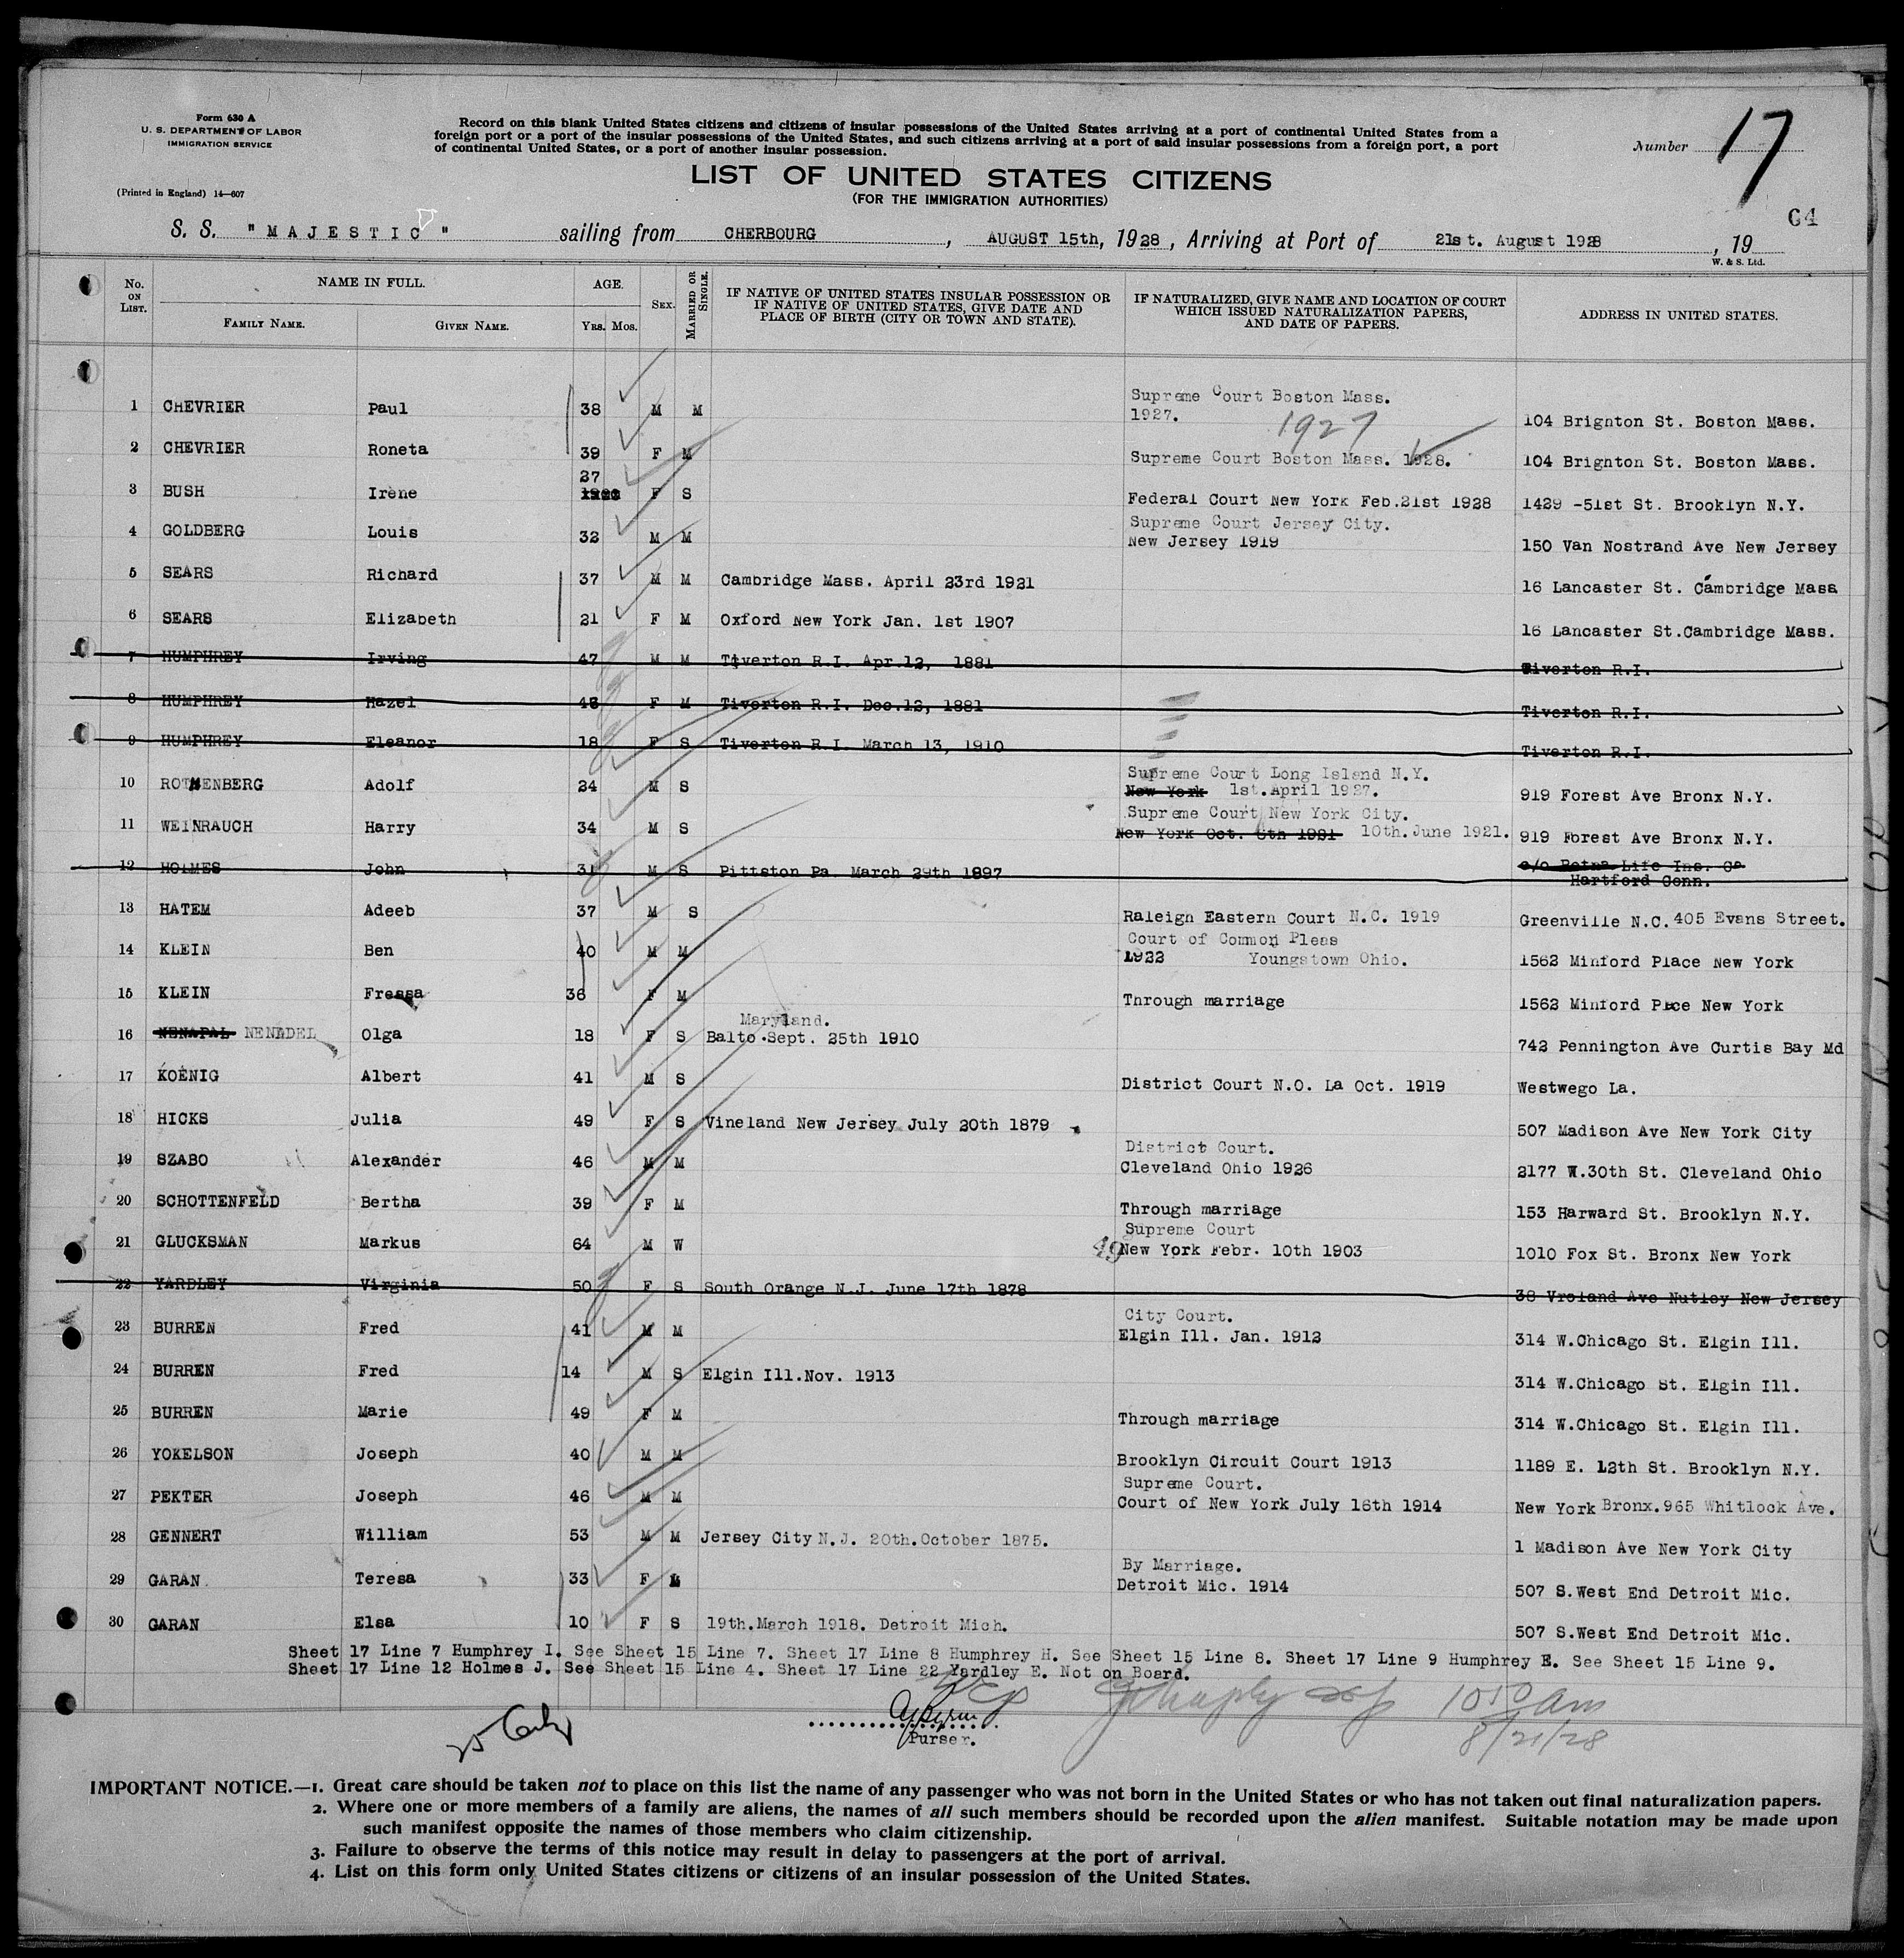 Form 630 A
U. S. DEPARTMENT OF LABOR
IMMIGRATION SERVICE
(Printed in England) 14—607
Record on this blank United States citizens and citizens of insular possessions of the United States arriving at a port of continental United States from a
foreign port or a port of the insular possessions of the United States, and such citizens arriving at a port of said insular possessions from a foreign port, a port
of continental United States, or a port of another insular possession.
Number 17
LIST OF UNITED STATES CITIZENS
(FOR THE IMMIGRATION AUTHORITIES)
S. S. "MAJESTIC" sailing from CHERBOURG, AUGUST 15th, 1928, Arriving at Port of 21st. August 1928, 19
W. & S. Ltd.
No. ON LIST. NAME IN FULL. FAMILY NAME. GIVEN NAME. AGE. YRS. MOS. SEX. MARRIED OR SINGLE. IF NATIVE OF UNITED STATES INSULAR POSSESSION OR IF NATIVE OF UNITED STATES, GIVE DATE AND PLACE OF BIRTH (CITY OR TOWN AND STATE). IF NATURALIZED, GIVE NAME AND LOCATION OF COURT WHICH ISSUED NATURALIZATION PAPERS, AND DATE OF PAPERS. ADDRESS IN UNITED STATES.
1 CHEVRIER Paul 38 M M Supreme Court Boston Mass. 1927. 1927 104 Brignton St. Boston Mass.
2 CHEVRIER Roneta 39 F M Supreme Court Boston Mass. 1928. 104 Brignton St. Boston Mass.
3 BUSH Irene 27 F S Federal Court New York Feb.21st 1928 1429 -51st St. Brooklyn N.Y.
4 GOLDBERG Louis 32 M M Supreme Court Jersey City. New Jersey 1919 150 Van Nostrand Ave New Jersey
5 SEARS Richard 37 M M Cambridge Mass. April 23rd 1921 16 Lancaster St. Cambridge Mass
6 SEARS Elizabeth 21 F M Oxford New York Jan. 1st 1907 16 Lancaster St.Cambridge Mass.
7 HUMPHREY Irving 47 M M Tiverton R.I. Apr.12, 1881 Tiverton R.I.
8 HUMPHREY Hazel 46 F M Tiverton R.I. Dec.12, 1881 Tiverton R.I.
9 HUMPHREY Eleanor 18 F S Tiverton R.I. March 13, 1910 Tiverton R.I.
10 ROTHENBERG Adolf 24 M S Supreme Court Long Island N.Y. New York 1st.April 1927. 919 Forest Ave Bronx N.Y.
11 WEINRAUCH Harry 34 M S Supreme Court New York City. New York Oct. 6th 1921 10th.June 1921. 919 Forest Ave Bronx N.Y.
12 HOLMES John 31 M S Pittston Pa March 29th 1897 c/o Life Ins. Co Hartford Conn.
13 HATEM Adeeb 37 M S Raleigh Eastern Court N.C. 1919 Greenville N.C. 405 Evans Street.
14 KLEIN Ben 40 M M Court of Common Pleas 1922 Youngstown Ohio. 1562 Minford Place New York
15 KLEIN Fressa 36 F M Through marriage 1562 Minford Place New York
16 NENAPAL NENADEL Olga 18 F S Maryland. Balto.Sept. 25th 1910 742 Pennington Ave Curtis Bay Md
17 KOENIG Albert 41 M S District Court N.O. La Oct. 1919 Westwego La.
18 HICKS Julia 49 F S Vineland New Jersey July 20th 1879 507 Madison Ave New York City
19 SZABO Alexander 46 M M District Court. Cleveland Ohio 1926 2177 W.30th St. Cleveland Ohio
20 SCHOTTENFELD Bertha 39 F M Through marriage 153 Harward St. Brooklyn N.Y.
21 GLUCKSMAN Markus 64 M W Supreme Court 49 New York Febr. 10th 1903 1010 Fox St. Bronx New York
22 YARDLEY Virginia 50 F S South Orange N.J. June 17th 1878 38 Vreland Ave Nutley New Jersey
23 BURREN Fred 41 M M City Court. Elgin Ill. Jan. 1912 314 W.Chicago St. Elgin Ill.
24 BURREN Fred 14 M S Elgin Ill.Nov. 1913 314 W.Chicago St. Elgin Ill.
25 BURREN Marie 49 F M Through marriage 314 W.Chicago St. Elgin Ill.
26 YOKELSON Joseph 40 M M Brooklyn Circuit Court 1913 1189 E. 12th St. Brooklyn N.Y.
27 PEKTER Joseph 46 M M Supreme Court. Court of New York July 16th 1914 New York Bronx.965 Whitlock Ave.
28 GENNERT William 53 M M Jersey City N.J. 20th.October 1875. 1 Madison Ave New York City
29 GARAN Teresa 33 F M By Marriage. Detroit Mic. 1914 507 S.West End Detroit Mic.
30 GARAN Elsa 10 F S 19th.March 1918. Detroit Mich. 507 S.West End Detroit Mic.
Sheet 17 Line 7 Humphrey I. See Sheet 15 Line 7. Sheet 17 Line 8 Humphrey H. See Sheet 15 Line 8. Sheet 17 Line 9 Humphrey E. See Sheet 15 Line 9.
Sheet 17 Line 12 Holmes J. See Sheet 15 Line 4. Sheet 17 Line 22 Yardley E. Not on Board.
10 50 am
8/21/28
Purser.
IMPORTANT NOTICE.—1. Great care should be taken not to place on this list the name of any passenger who was not born in the United States or who has not taken out final naturalization papers.
2. Where one or more members of a family are aliens, the names of all such members should be recorded upon the alien manifest. Suitable notation may be made upon
such manifest opposite the names of those members who claim citizenship.
3. Failure to observe the terms of this notice may result in delay to passengers at the port of arrival.
4. List on this form only United States citizens or citizens of an insular possession of the United States.